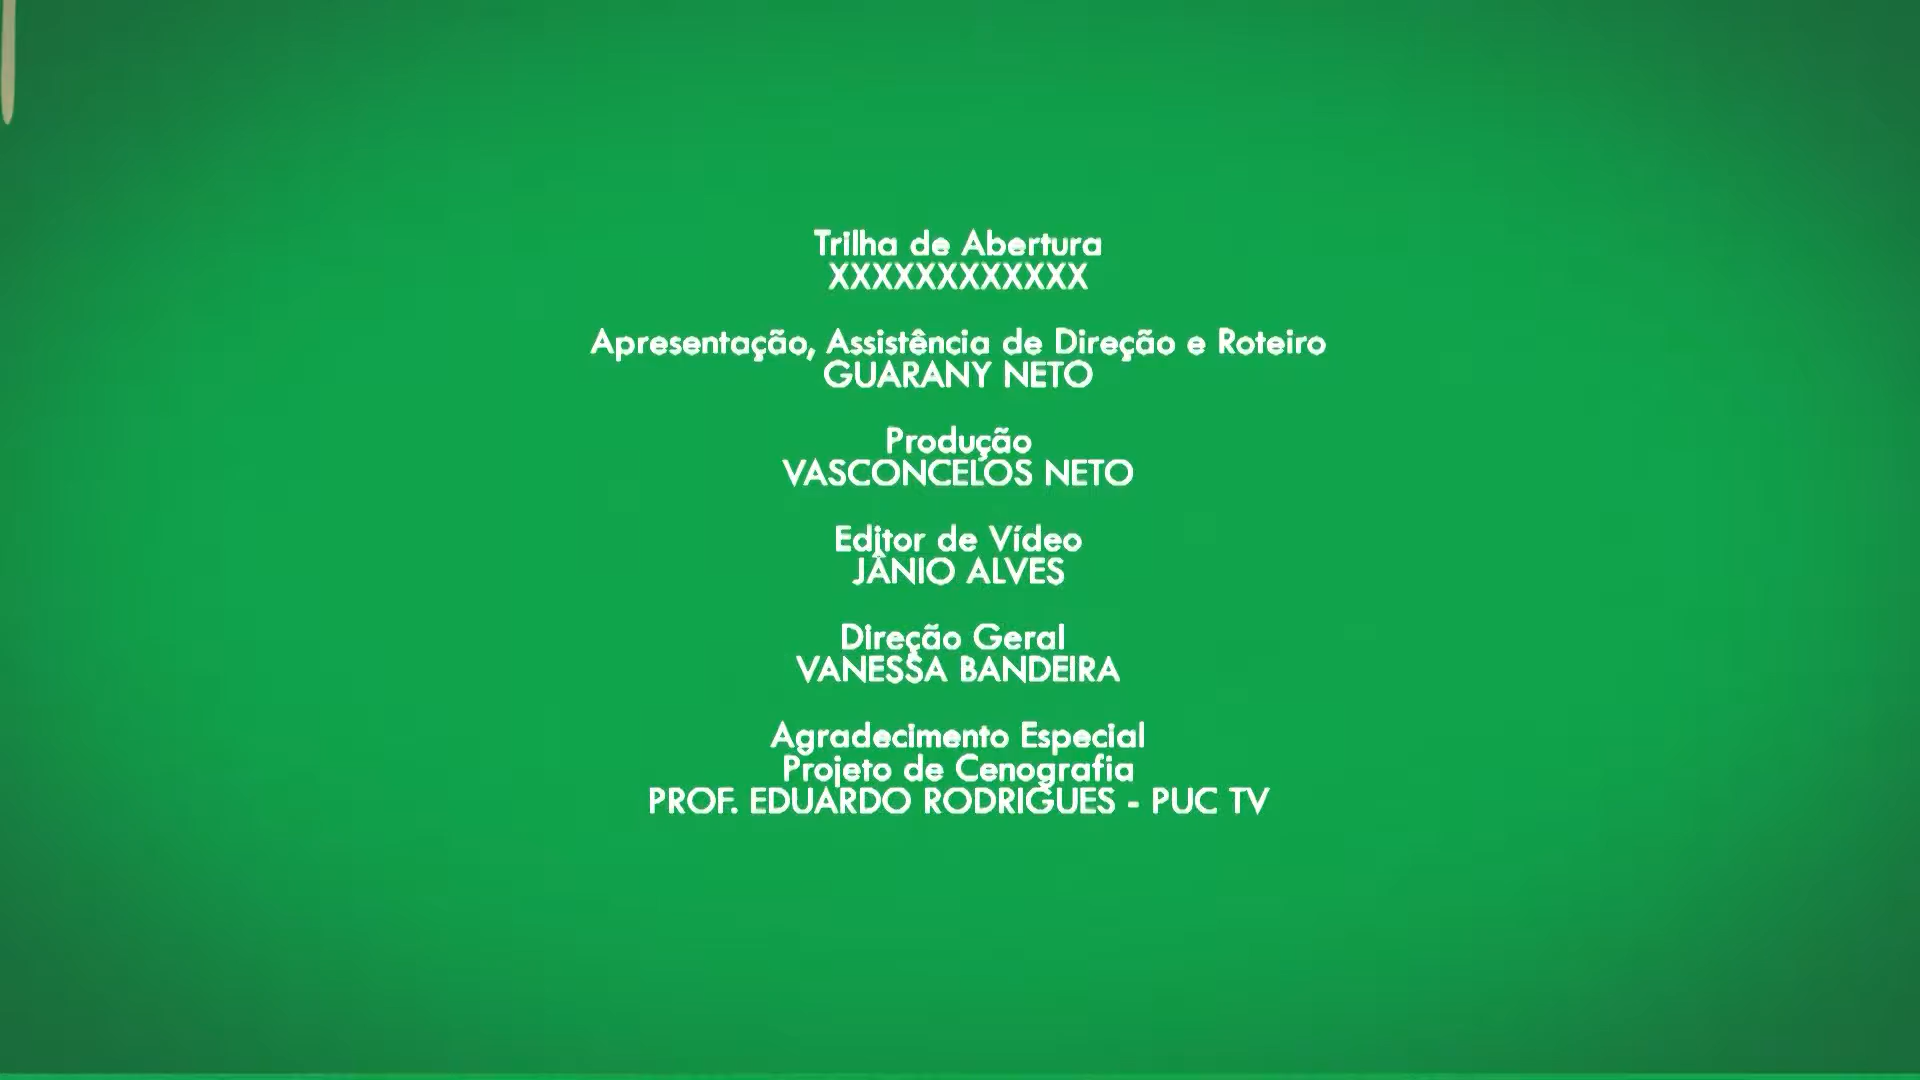 Trilha de Abertura
XXXXXXXXXXXX
Apresentação, Assistência de Direção e Roteiro
GUARANY NETO
Produção
VASCONCELOS NETO
Editor de Vídeo
JÂNIO ALVES
Direção Geral
VANESSA BANDEIRA
Agradecimento Especial
Projeto de Cenografia
PROF. EDUARDO RODRIGUES - PUC TV